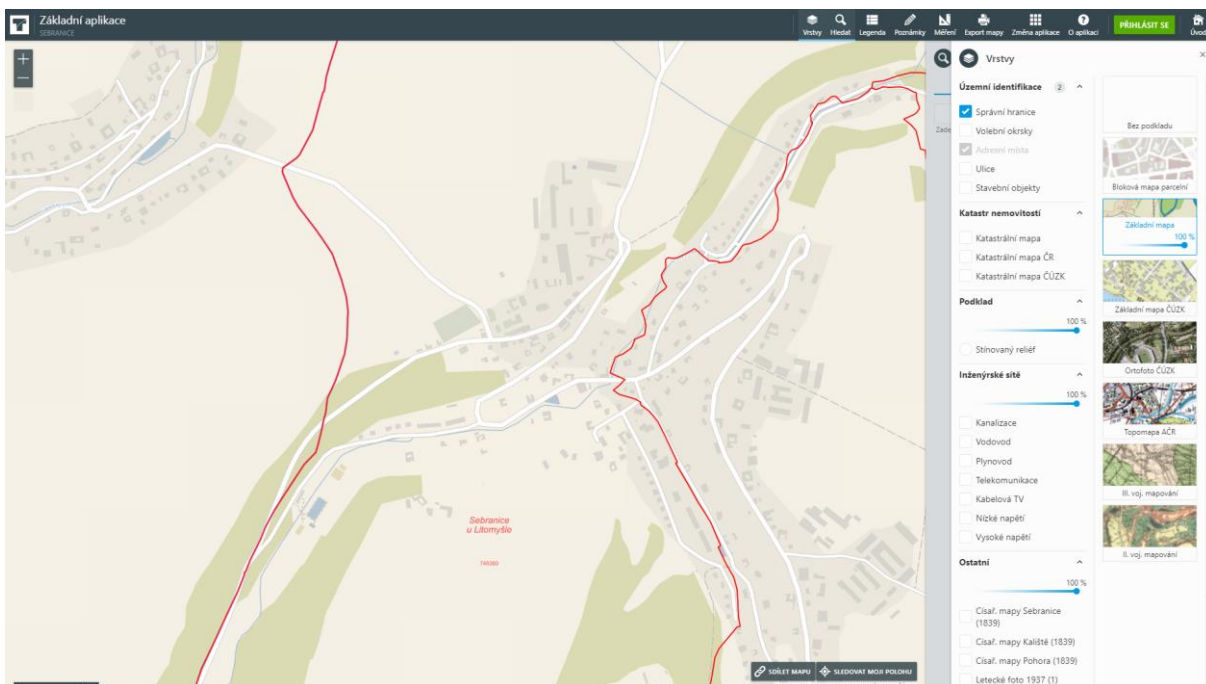 Základní aplikace
SEBRANICE
Vrstvy
Hledat
Legenda
Poznámky
Měření
Export mapy
Změna aplikace
O aplikaci
PŘIHLÁSIT SE
Úvod
Vrstvy
×
Zade
Územní identifikace 2
Správní hranice
Volební okrsky
Adresní místa
Ulice
Stavební objekty
Katastr nemovitostí
Katastrální mapa
Katastrální mapa ČR
Katastrální mapa ČÚZK
Podklad
100 %
Stínovaný reliéf
Inženýrské sítě
100 %
Kanalizace
Vodovod
Plynovod
Telekomunikace
Kabelová TV
Nízké napětí
Vysoké napětí
Ostatní
100 %
Císař. mapy Sebranice
(1839)
Císař. mapy Kaliště (1839)
Císař. mapy Pohora (1839)
Letecké foto 1937 (1)
Bez podkladu
Bloková mapa parcelní
Základní mapa
100 %
Základní mapa ČÚZK
Ortofoto ČÚZK
Topomapa AČR
III. voj. mapování
II. voj. mapování
Sebranice
u Litomyšle
746380
SDÍLET MAPU
SLEDOVAT MOJI POLOHU